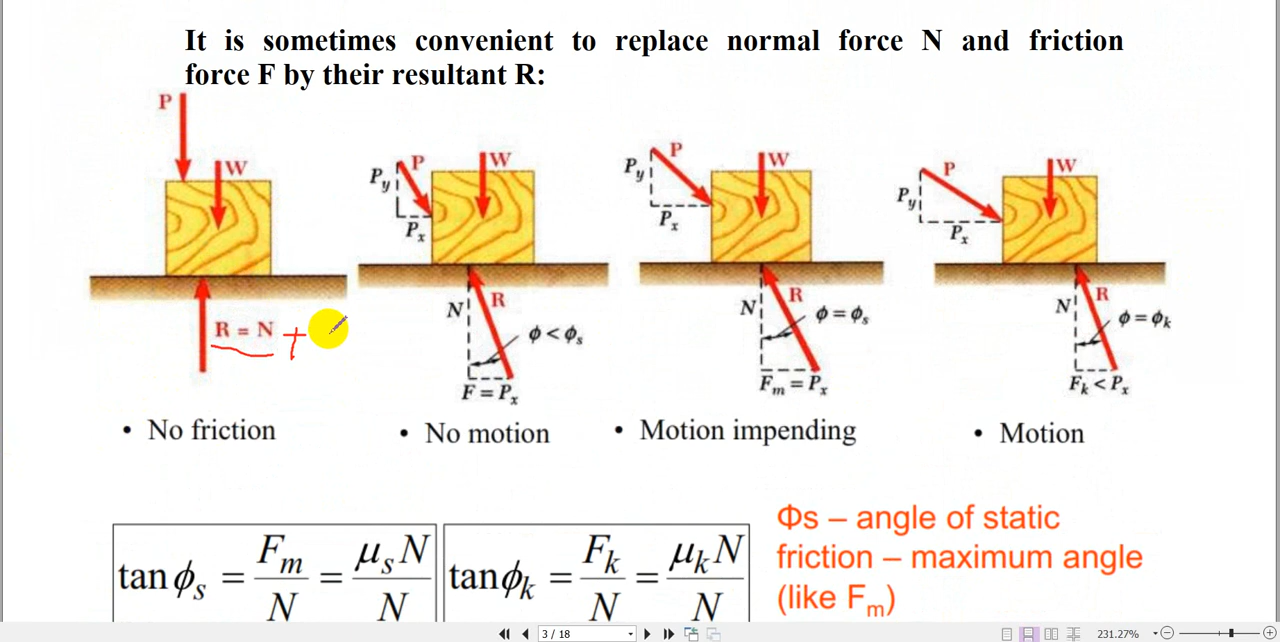 It is sometimes convenient to replace normal force N and friction
force F by their resultant R:
P
W
R = N +
• No friction
P
W
Py
Px
N
R
ϕ < ϕs
F = Px
• No motion
P
W
Py
Px
N
R
ϕ = ϕs
Fm = Px
• Motion impending
P
W
Py
Px
N
R
ϕ = ϕk
Fk < Px
• Motion
tan ϕs = Fm / N = μs N / N
tan ϕk = Fk / N = μk N / N
Φs – angle of static
friction – maximum angle
(like Fm)
3 / 18
231.27%